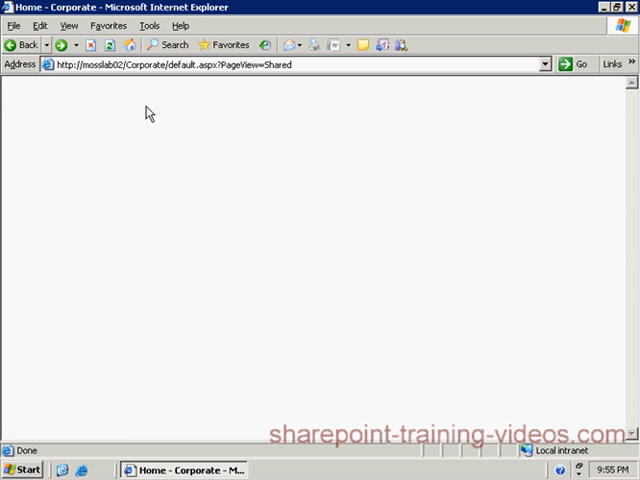 Home - Corporate - Microsoft Internet Explorer
File Edit View Favorites Tools Help
Back Search Favorites
Address http://mosslab02/Corporate/default.aspx?PageView=Shared Go Links »
sharepoint-training-videos.com
Done Local intranet
Start Home - Corporate - M... 9:55 PM